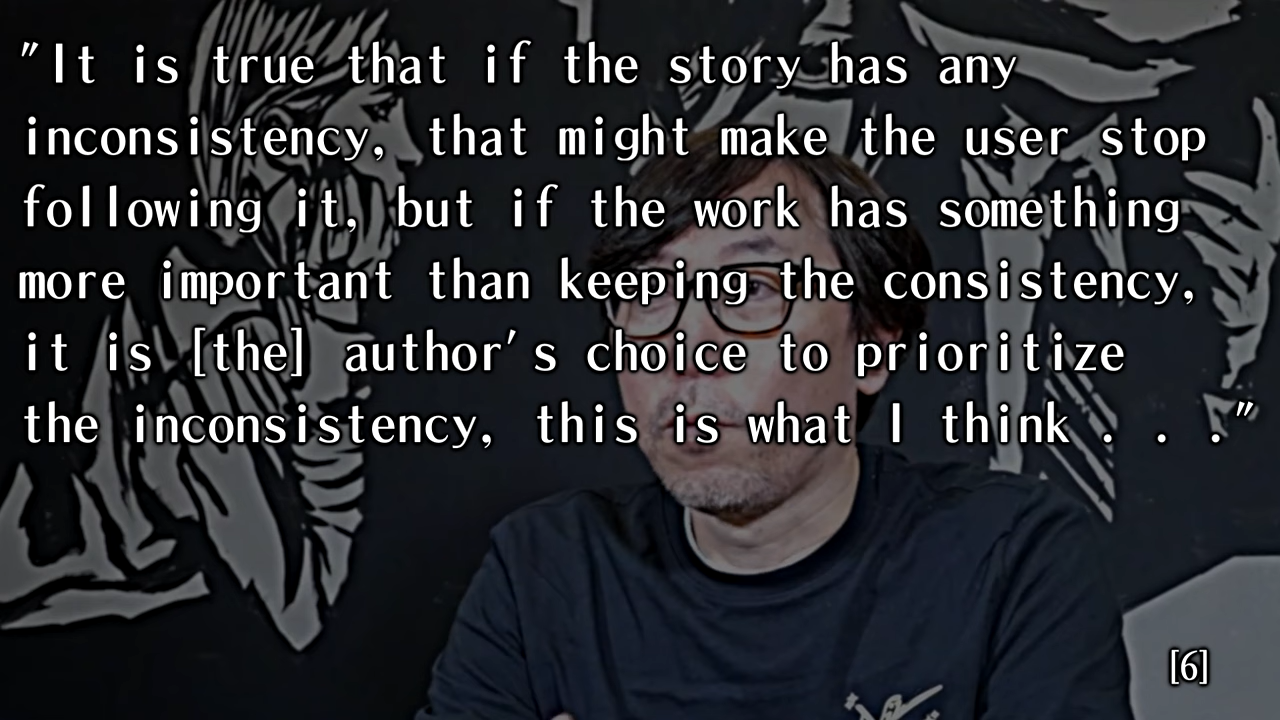 "It is true that if the story has any
inconsistency, that might make the user stop
following it, but if the work has something
more important than keeping the consistency,
it is [the] author's choice to prioritize
the inconsistency, this is what I think . . ."
[6]